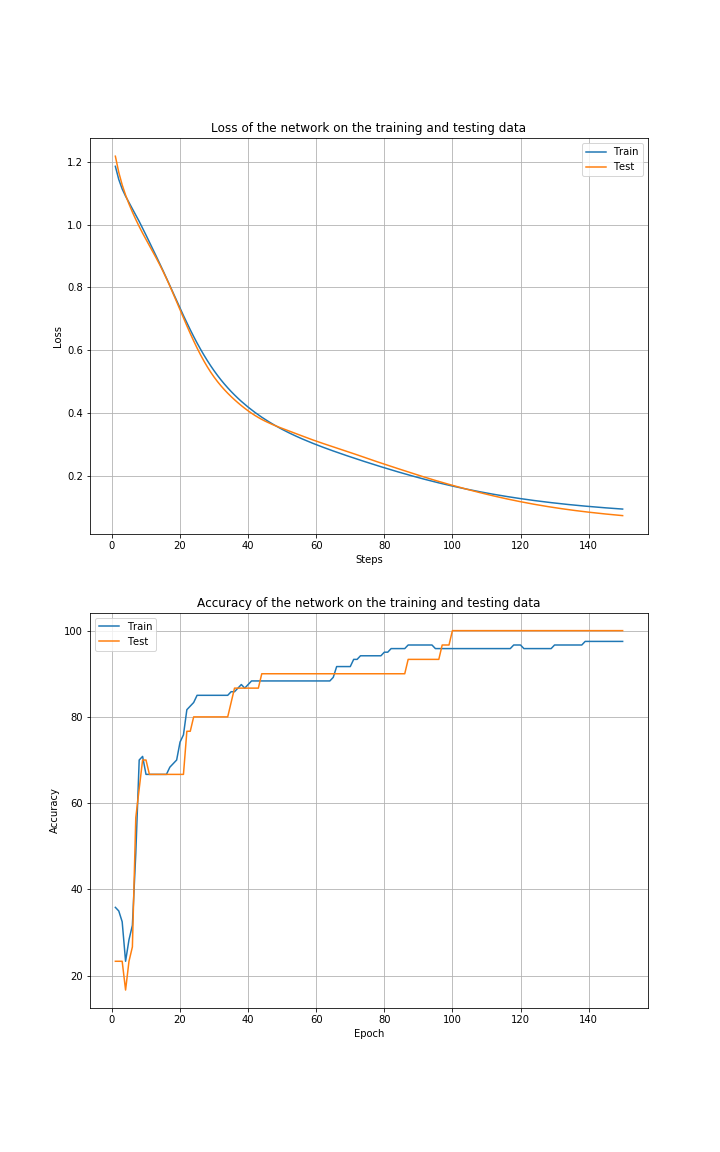 Loss of the network on the training and testing data
Train
Test
1.2
1.0
0.8
0.6
0.4
0.2
Loss
0 20 40 60 80 100 120 140
Steps
Accuracy of the network on the training and testing data
Train
Test
100
80
60
40
20
Accuracy
0 20 40 60 80 100 120 140
Epoch